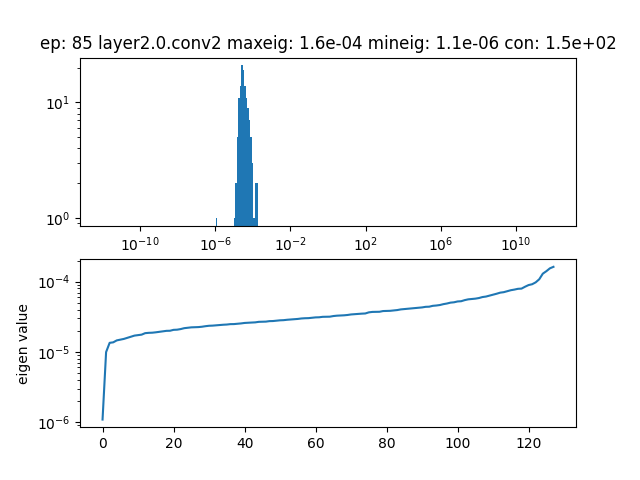 ep: 85 layer2.0.conv2 maxeig: 1.6e-04 mineig: 1.1e-06 con: 1.5e+02
10¹
10⁰
10⁻¹⁰ 10⁻⁶ 10⁻² 10² 10⁶ 10¹⁰
eigen value
10⁻⁴
10⁻⁵
10⁻⁶
0 20 40 60 80 100 120